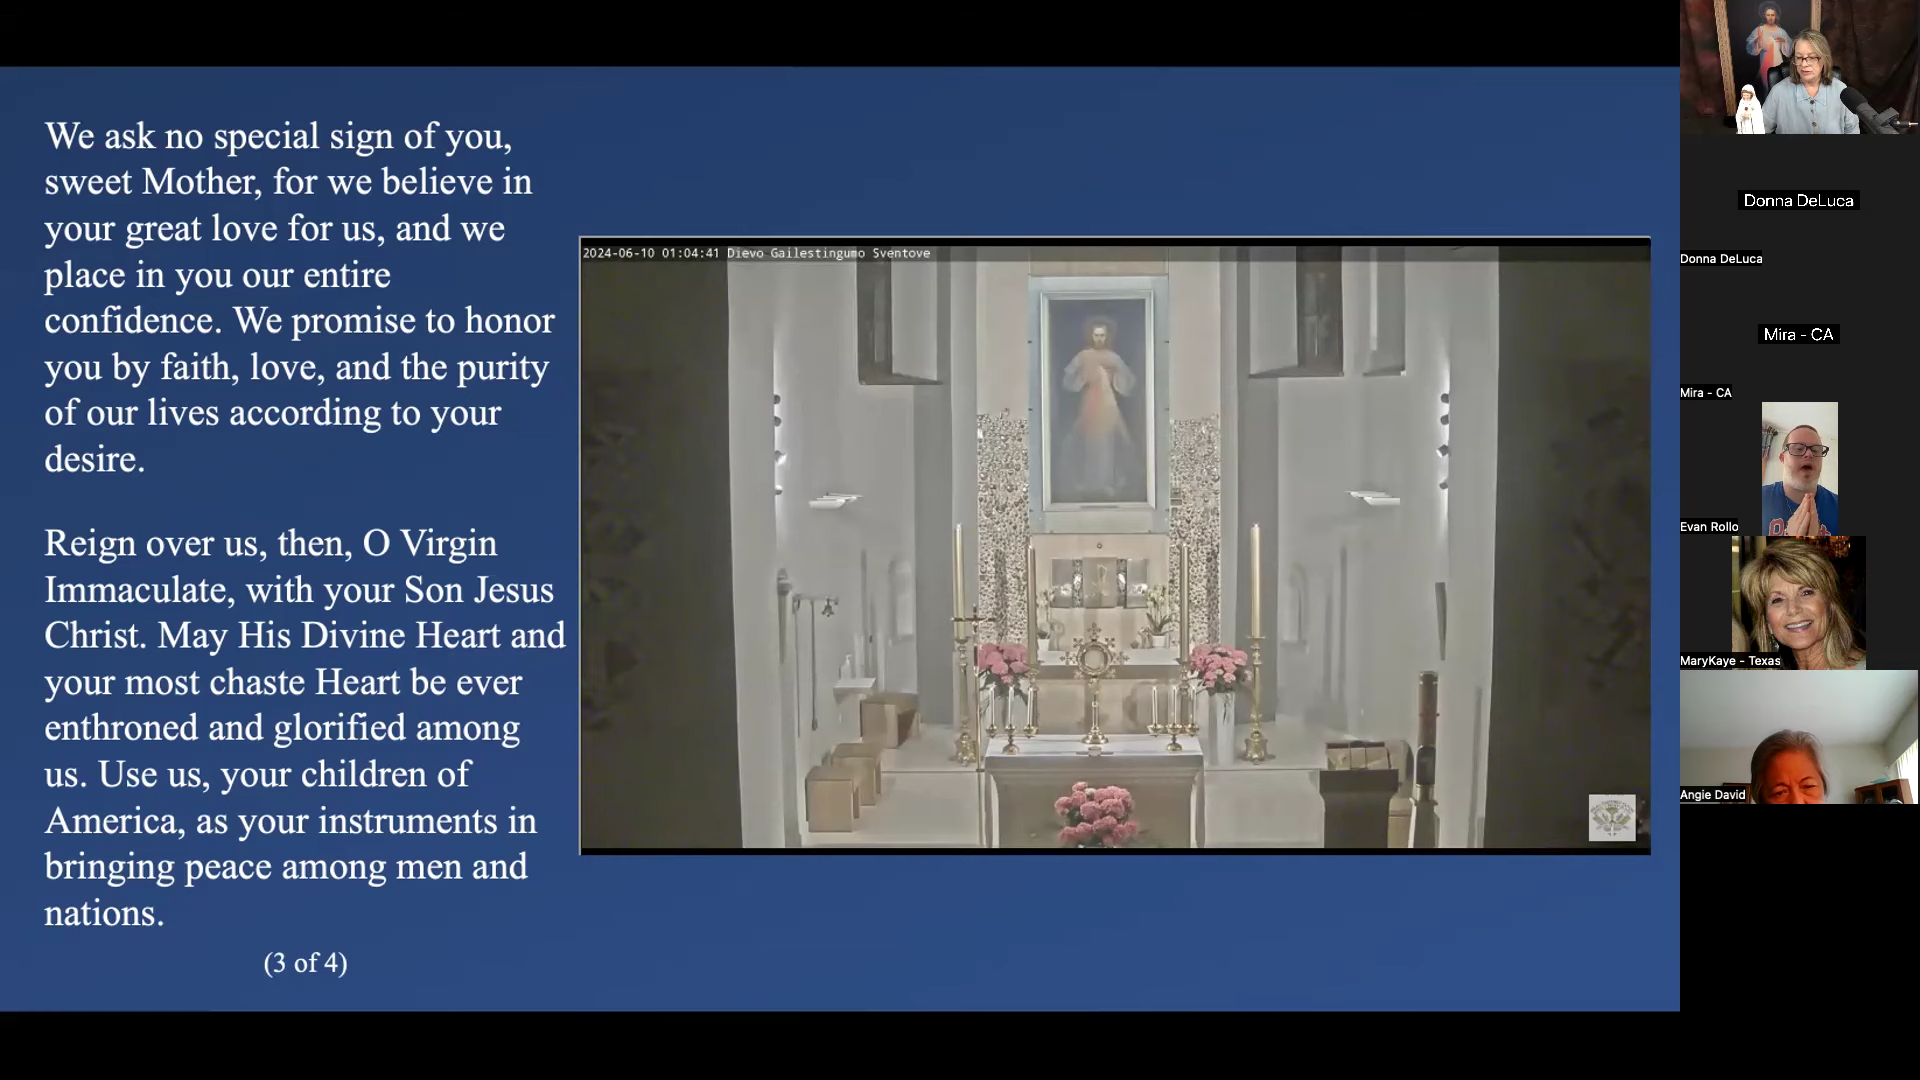 We ask no special sign of you,
sweet Mother, for we believe in
your great love for us, and we
place in you our entire
confidence. We promise to honor
you by faith, love, and the purity
of our lives according to your
desire.
Reign over us, then, O Virgin
Immaculate, with your Son Jesus
Christ. May His Divine Heart and
your most chaste Heart be ever
enthroned and glorified among
us. Use us, your children of
America, as your instruments in
bringing peace among men and
nations.
(3 of 4)
2024-06-10 01:04:41 Dievo Gailestingumo Sventove
Donna DeLuca
Donna DeLuca
Mira - CA
Mira - CA
Evan Rollo
MaryKaye - Texas
Angie David